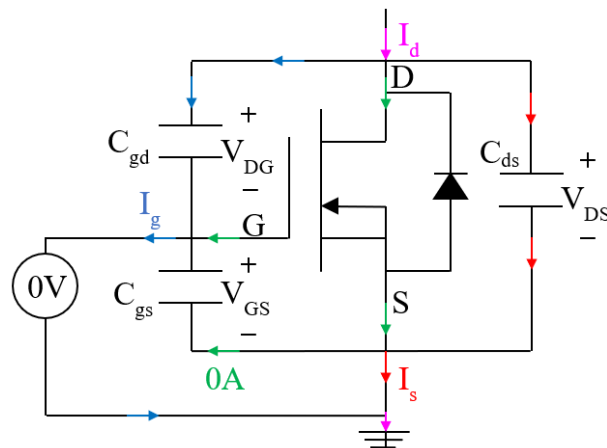 I_d
D
C_gd
+
V_DG
−
C_ds
+
V_DS
−
I_g
G
0V
C_gs
+
V_GS
−
S
0A
I_s